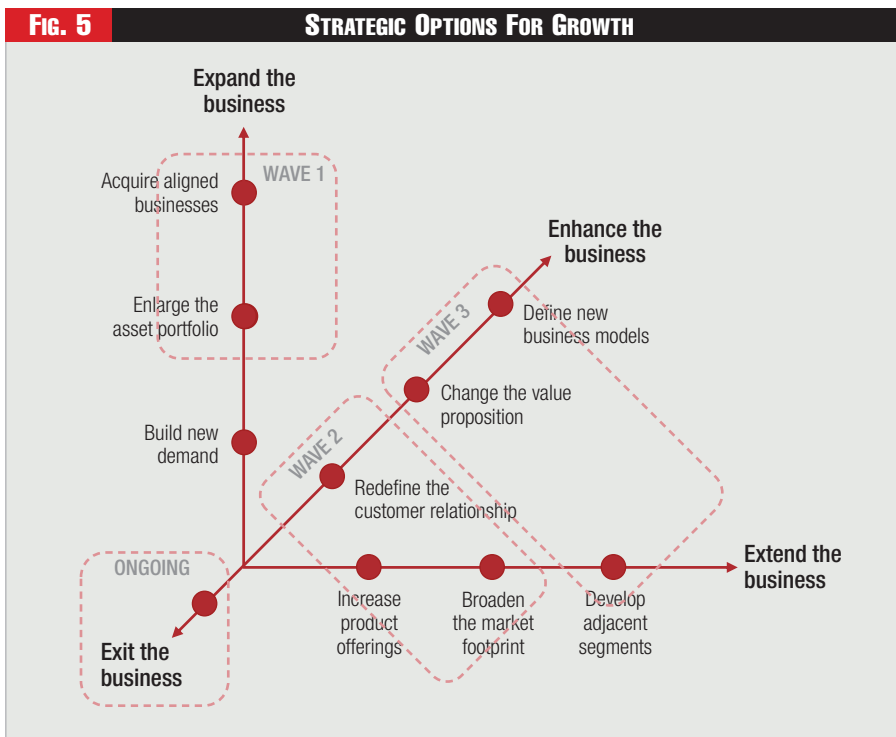 FIG. 5
STRATEGIC OPTIONS FOR GROWTH
Expand the
business
WAVE 1
Acquire aligned
businesses
Enlarge the
asset portfolio
Build new
demand
Enhance the
business
WAVE 3
Define new
business models
Change the value
proposition
WAVE 2
Redefine the
customer relationship
Extend the
business
Increase
product
offerings
Broaden
the market
footprint
Develop
adjacent
segments
ONGOING
Exit the
business